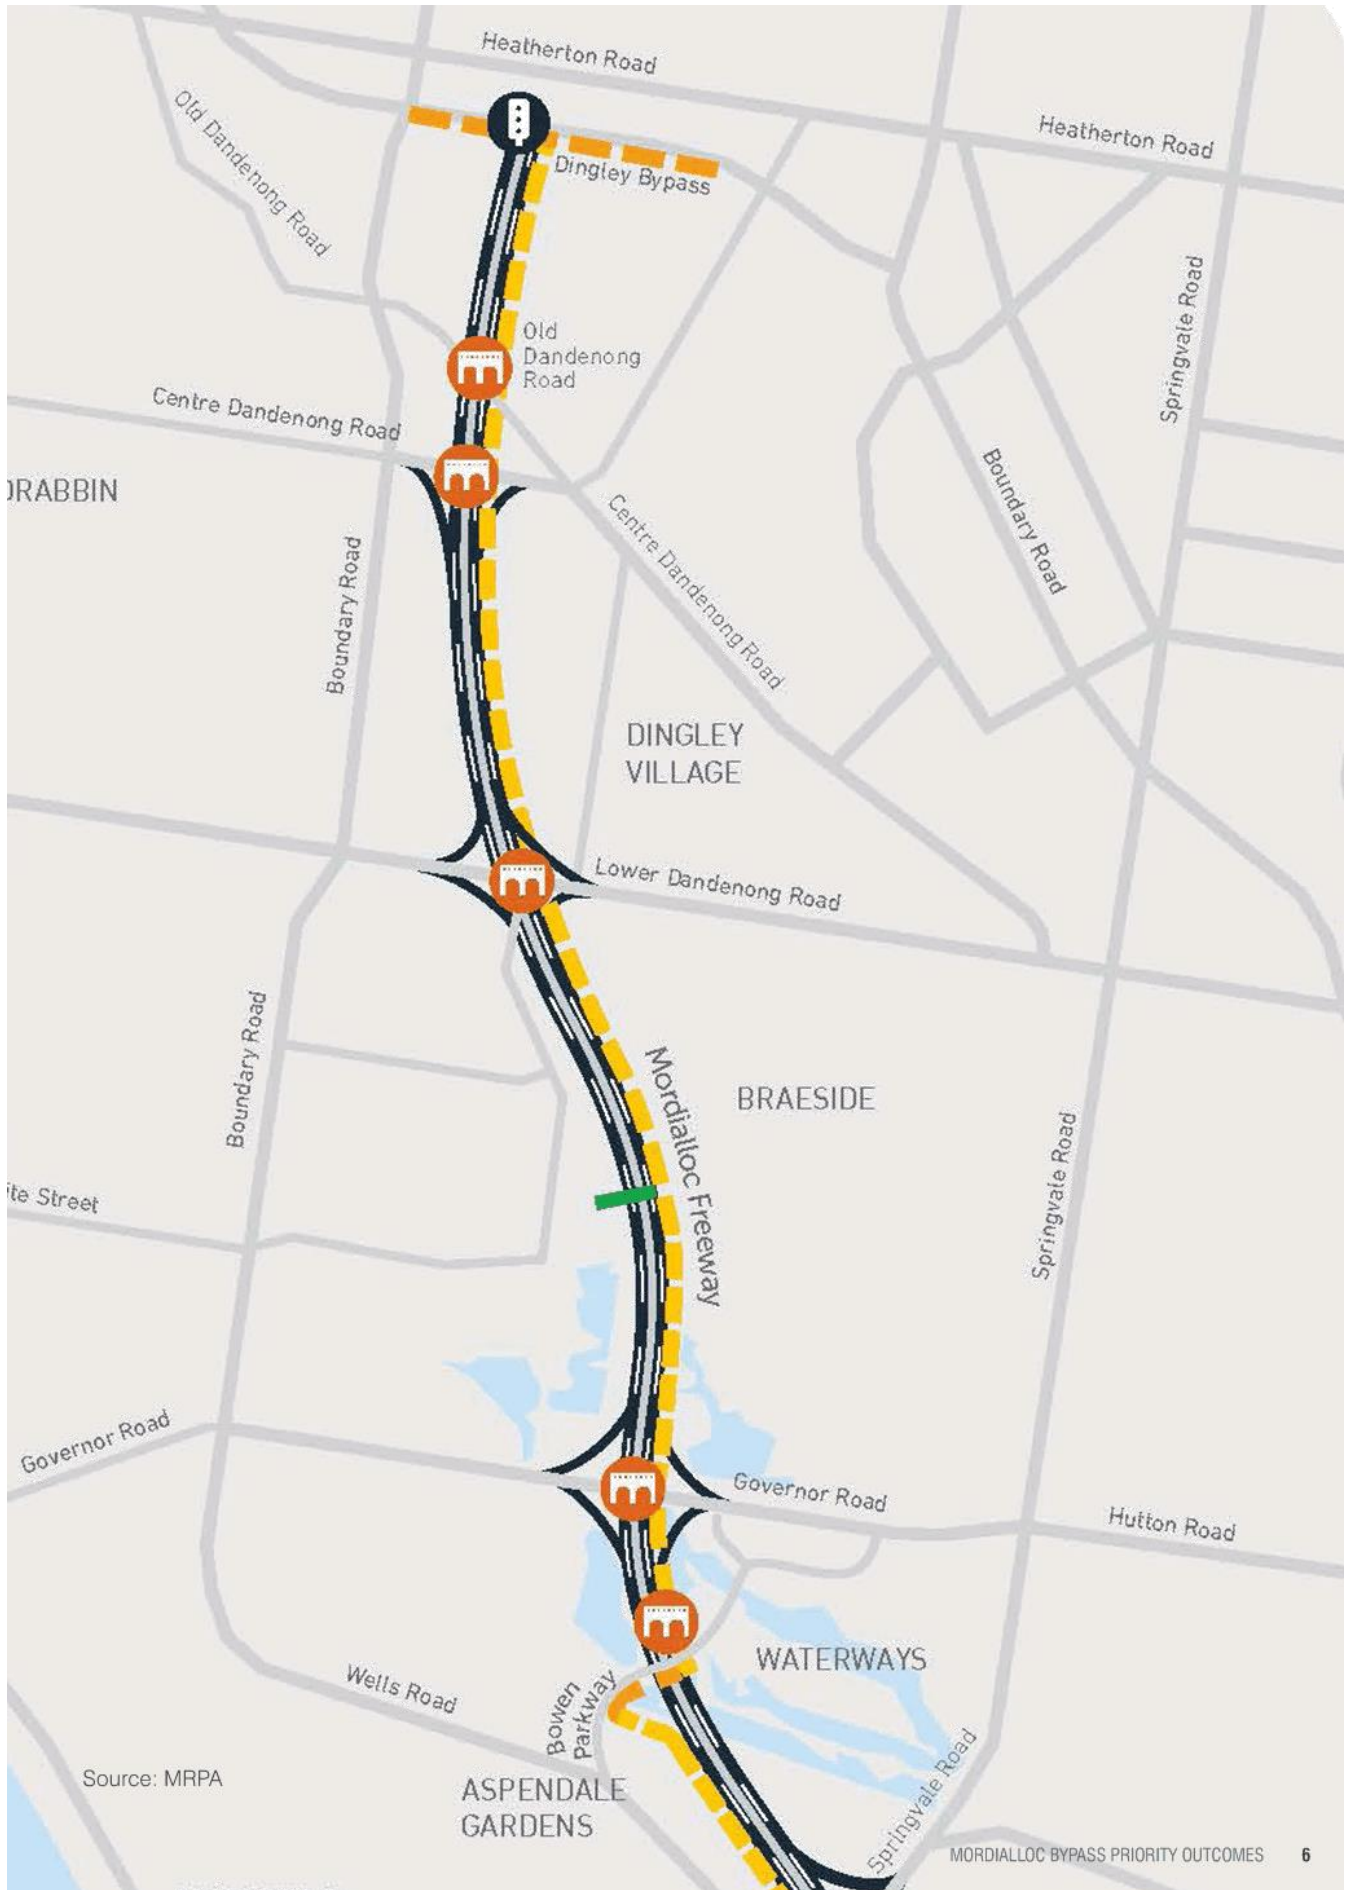 Heatherton Road
Heatherton Road
Old Dandenong Road
Dingley Bypass
Springvale Road
Old
Dandenong
Road
Centre Dandenong Road
DRABBIN
Boundary Road
Centre Dandenong Road
Boundary Road
DINGLEY
VILLAGE
Lower Dandenong Road
Boundary Road
Mordialloc Freeway
BRAESIDE
Springvale Road
ite Street
Governor Road
Governor Road
Hutton Road
WATERWAYS
Wells Road
Bowen
Parkway
Springvale Road
Source: MRPA
ASPENDALE
GARDENS
MORDIALLOC BYPASS PRIORITY OUTCOMES 6